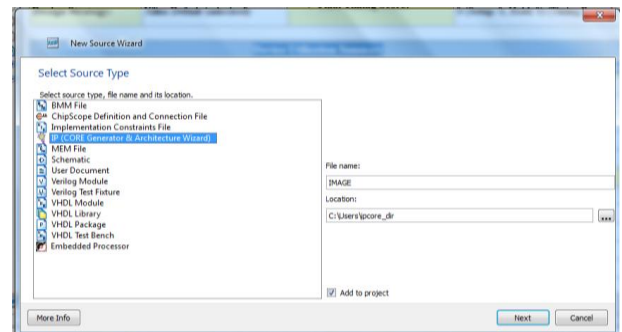 New Source Wizard
Select Source Type
Select source type, file name and its location.
BMM File
ChipScope Definition and Connection File
Implementation Constraints File
IP (CORE Generator & Architecture Wizard)
MEM File
Schematic
User Document
Verilog Module
Verilog Test Fixture
VHDL Module
VHDL Library
VHDL Package
VHDL Test Bench
Embedded Processor
File name:
IMAGE
Location:
C:\Users\ipcore_dir
...
Add to project
More Info
Next
Cancel